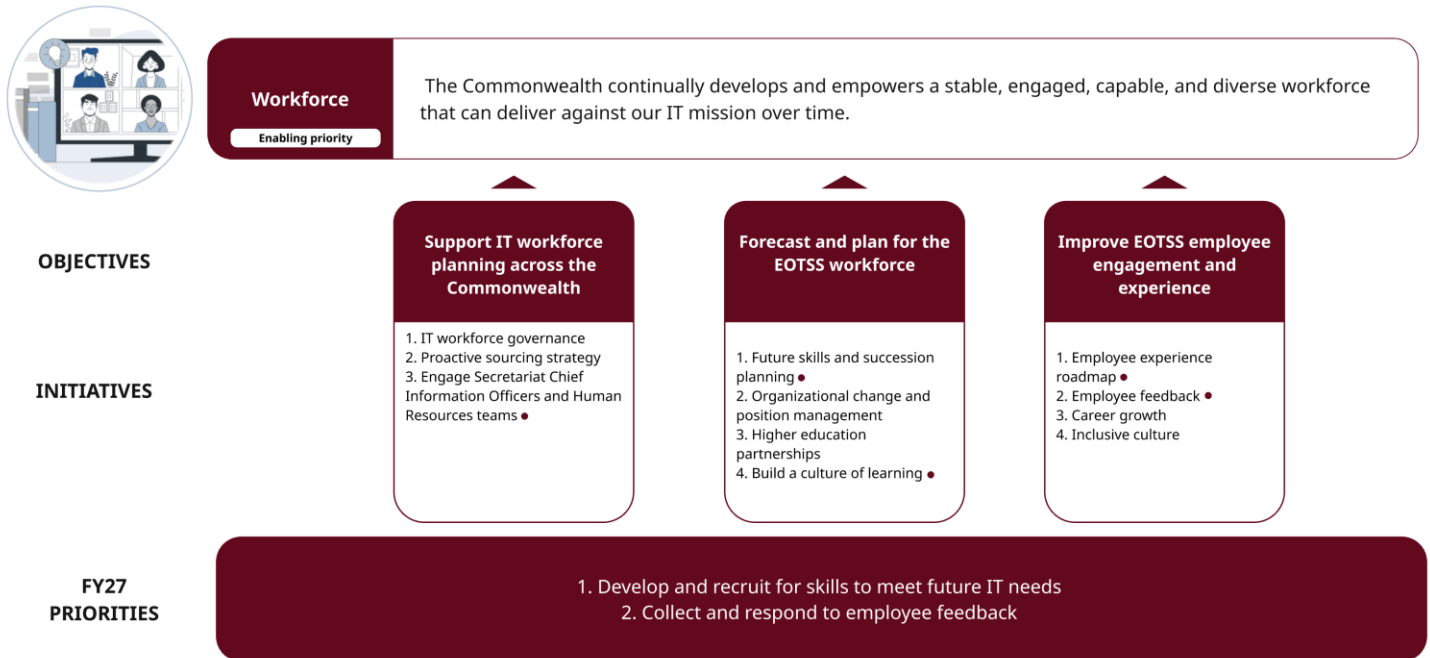 Workforce
Enabling priority
The Commonwealth continually develops and empowers a stable, engaged, capable, and diverse workforce
that can deliver against our IT mission over time.
OBJECTIVES
Support IT workforce
planning across the
Commonwealth
Forecast and plan for the
EOTSS workforce
Improve EOTSS employee
engagement and
experience
INITIATIVES
1. IT workforce governance
2. Proactive sourcing strategy
3. Engage Secretariat Chief
Information Officers and Human
Resources teams ●
1. Future skills and succession
planning ●
2. Organizational change and
position management
3. Higher education
partnerships
4. Build a culture of learning ●
1. Employee experience
roadmap ●
2. Employee feedback ●
3. Career growth
4. Inclusive culture
FY27
PRIORITIES
1. Develop and recruit for skills to meet future IT needs
2. Collect and respond to employee feedback